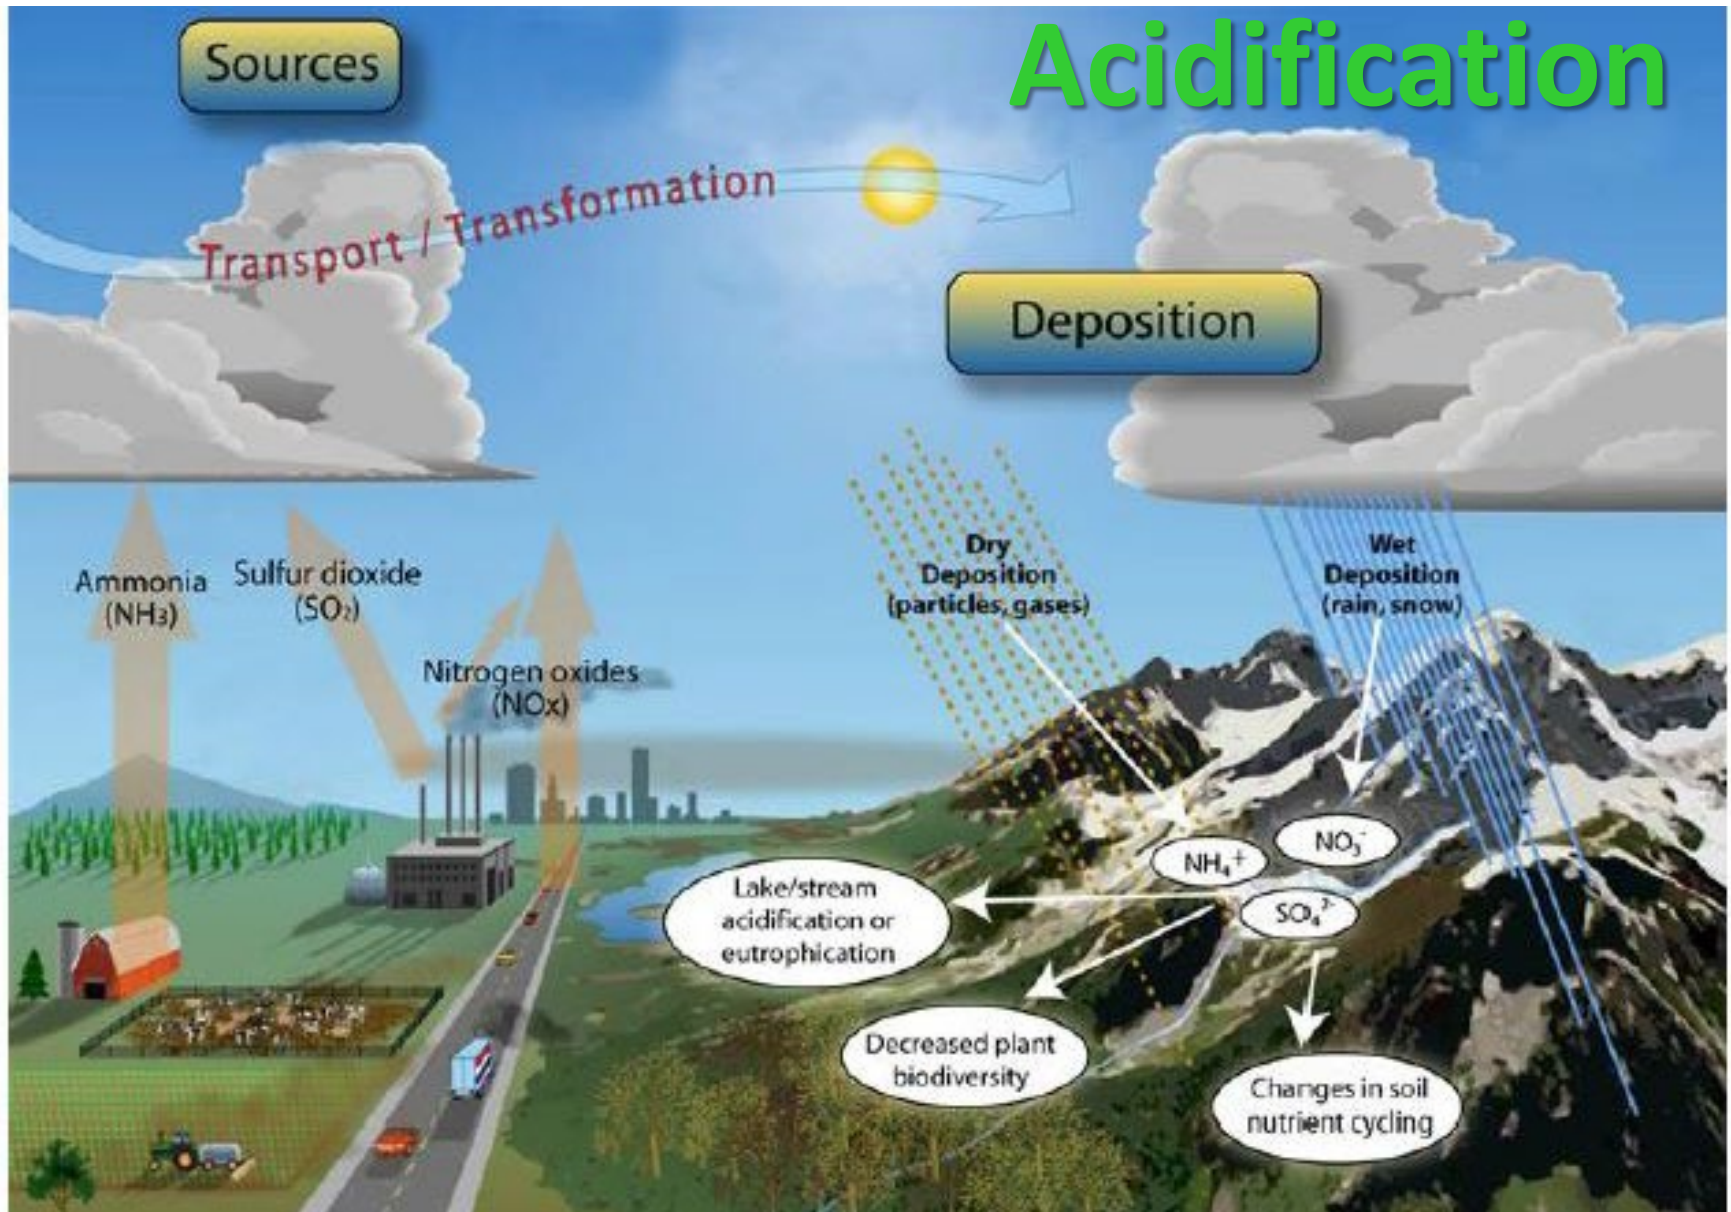 Acidification
Sources
Transport / Transformation
Deposition
Ammonia
(NH₃)
Sulfur dioxide
(SO₂)
Nitrogen oxides
(NOx)
Dry
Deposition
(particles, gases)
Wet
Deposition
(rain, snow)
NH₄⁺
NO₃⁻
SO₄²⁻
Lake/stream
acidification or
eutrophication
Decreased plant
biodiversity
Changes in soil
nutrient cycling